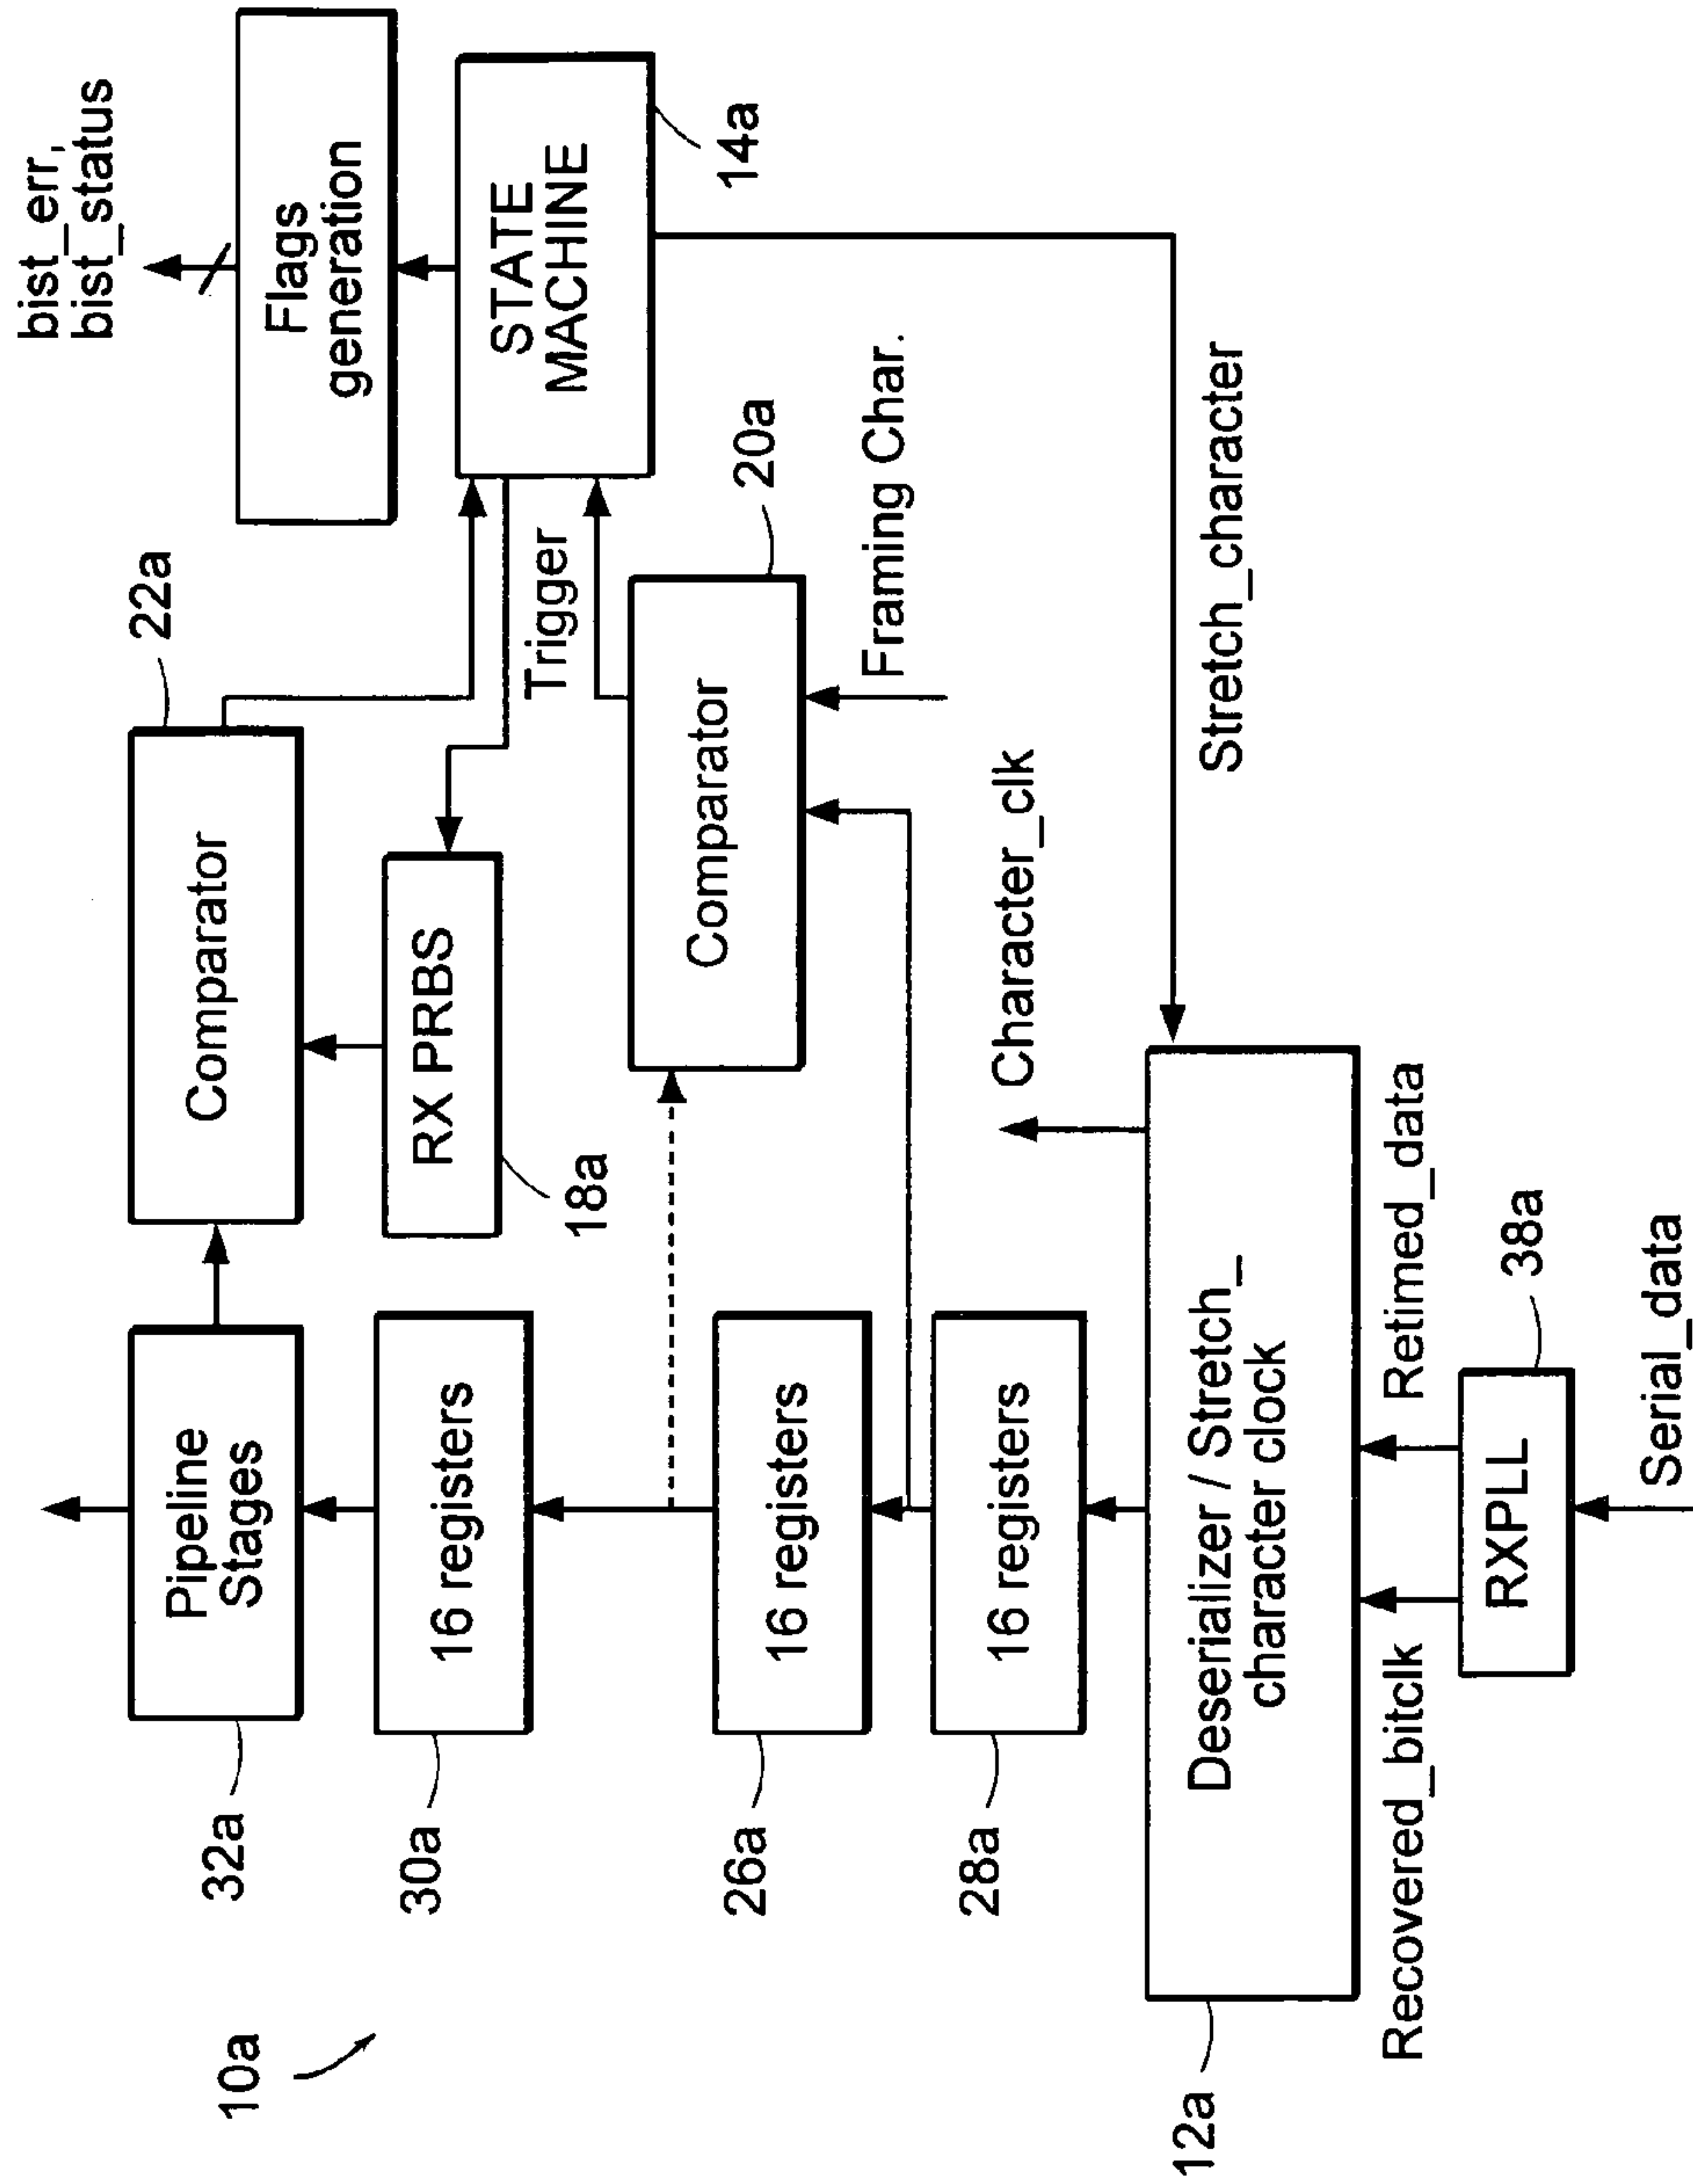 10a
32a
Pipeline
Stages
Comparator
22a
bist_err,
bist_status
Flags
generation
30a
16 registers
RX PRBS
18a
Trigger
STATE
MACHINE
14a
26a
16 registers
Comparator
20a
Framing Char.
28a
16 registers
Character_clk
Stretch_character
12a
Deserializer / Stretch_
character clock
Recovered_bitclk
Retimed_data
RXPLL
38a
Serial_data